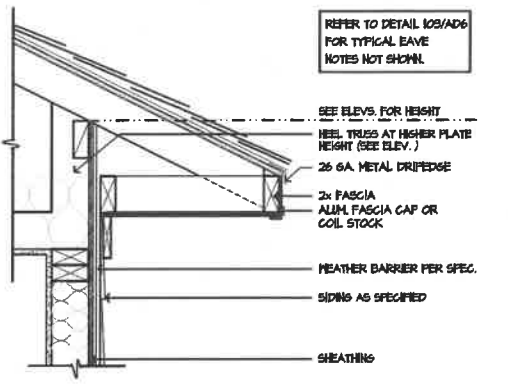 REFER TO DETAIL 103/AD6
FOR TYPICAL EAVE
NOTES NOT SHOWN.
SEE ELEVS. FOR HEIGHT
HEEL TRUSS AT HIGHER PLATE
HEIGHT (SEE ELEV. )
26 GA. METAL DRIPEDGE
2x FASCIA
ALUM. FASCIA CAP OR
COIL STOCK
WEATHER BARRIER PER SPEC.
SIDING AS SPECIFIED
SHEATHING